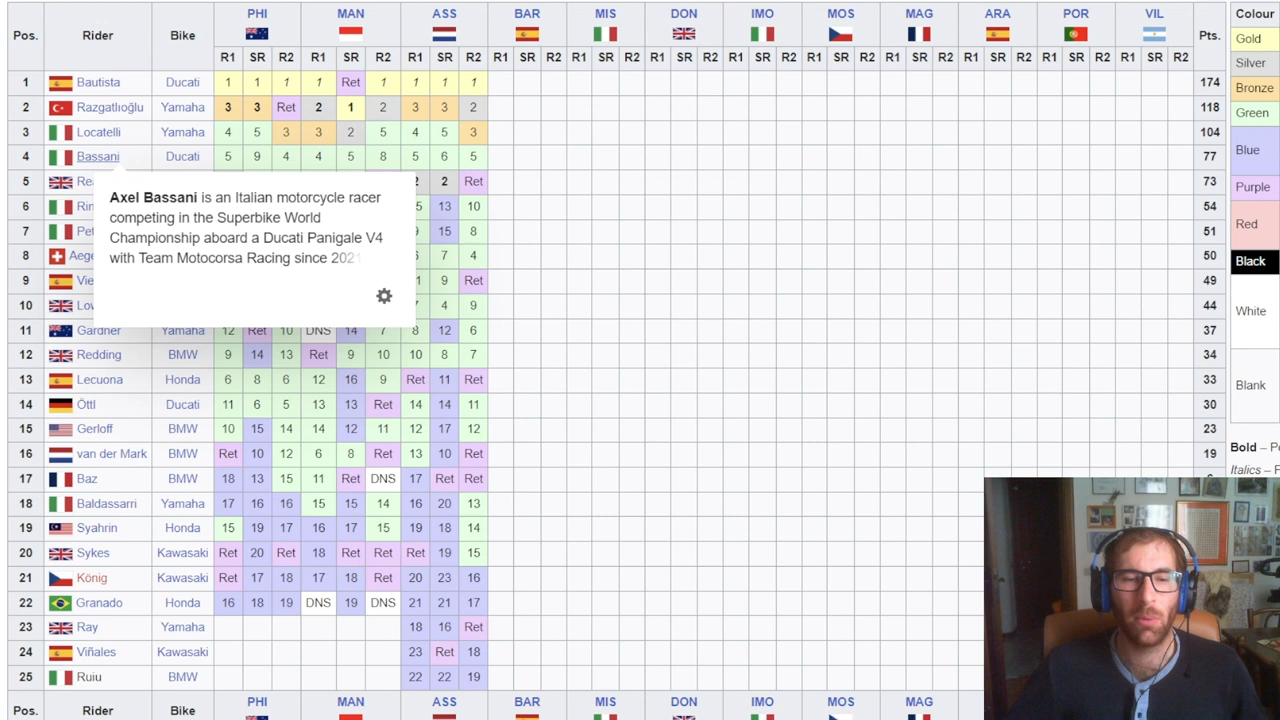 Pos. Rider Bike PHI MAN ASS BAR MIS DON IMO MOS MAG ARA POR VIL Pts.
R1 SR R2 R1 SR R2 R1 SR R2 R1 SR R2 R1 SR R2 R1 SR R2 R1 SR R2 R1 SR R2 R1 SR R2 R1 SR R2 R1 SR R2 R1 SR R2
1 Bautista Ducati 1 1 1 1 Ret 1 1 1 1 174
2 Razgatlıoğlu Yamaha 3 3 Ret 2 1 2 3 3 2 118
3 Locatelli Yamaha 4 5 3 3 2 5 4 5 3 104
4 Bassani Ducati 5 9 4 4 5 8 5 6 5 77
5 2 Ret 73
6 13 10 54
7 15 8 51
8 7 4 50
9 9 Ret 49
10 4 9 44
11 Gardner Yamaha 12 Ret 10 DNS 14 7 8 12 6 37
12 Redding BMW 9 14 13 Ret 9 10 10 8 7 34
13 Lecuona Honda 6 8 6 12 16 9 Ret 11 Ret 33
14 Öttl Ducati 11 6 5 13 13 Ret 14 14 11 30
15 Gerloff BMW 10 15 14 14 12 11 12 17 12 23
16 van der Mark BMW Ret 10 12 6 8 Ret 13 10 Ret 19
17 Baz BMW 18 13 15 11 Ret DNS 17 Ret Ret
18 Baldassarri Yamaha 17 16 16 15 15 14 16 20 13
19 Syahrin Honda 15 19 17 16 17 15 19 18 14
20 Sykes Kawasaki Ret 20 Ret 18 Ret Ret Ret 19 15
21 König Kawasaki Ret 17 18 17 18 Ret 20 23 16
22 Granado Honda 16 18 19 DNS 19 DNS 21 21 17
23 Ray Yamaha 18 16 Ret
24 Viñales Kawasaki 23 Ret 18
25 Ruiu BMW 22 22 19
Pos. Rider Bike PHI MAN ASS BAR MIS DON IMO MOS MAG
Axel Bassani is an Italian motorcycle racer
competing in the Superbike World
Championship aboard a Ducati Panigale V4
with Team Motocorsa Racing since 2021
Colour
Gold
Silver
Bronze
Green
Blue
Purple
Red
Black
White
Blank
Bold –
Italics –